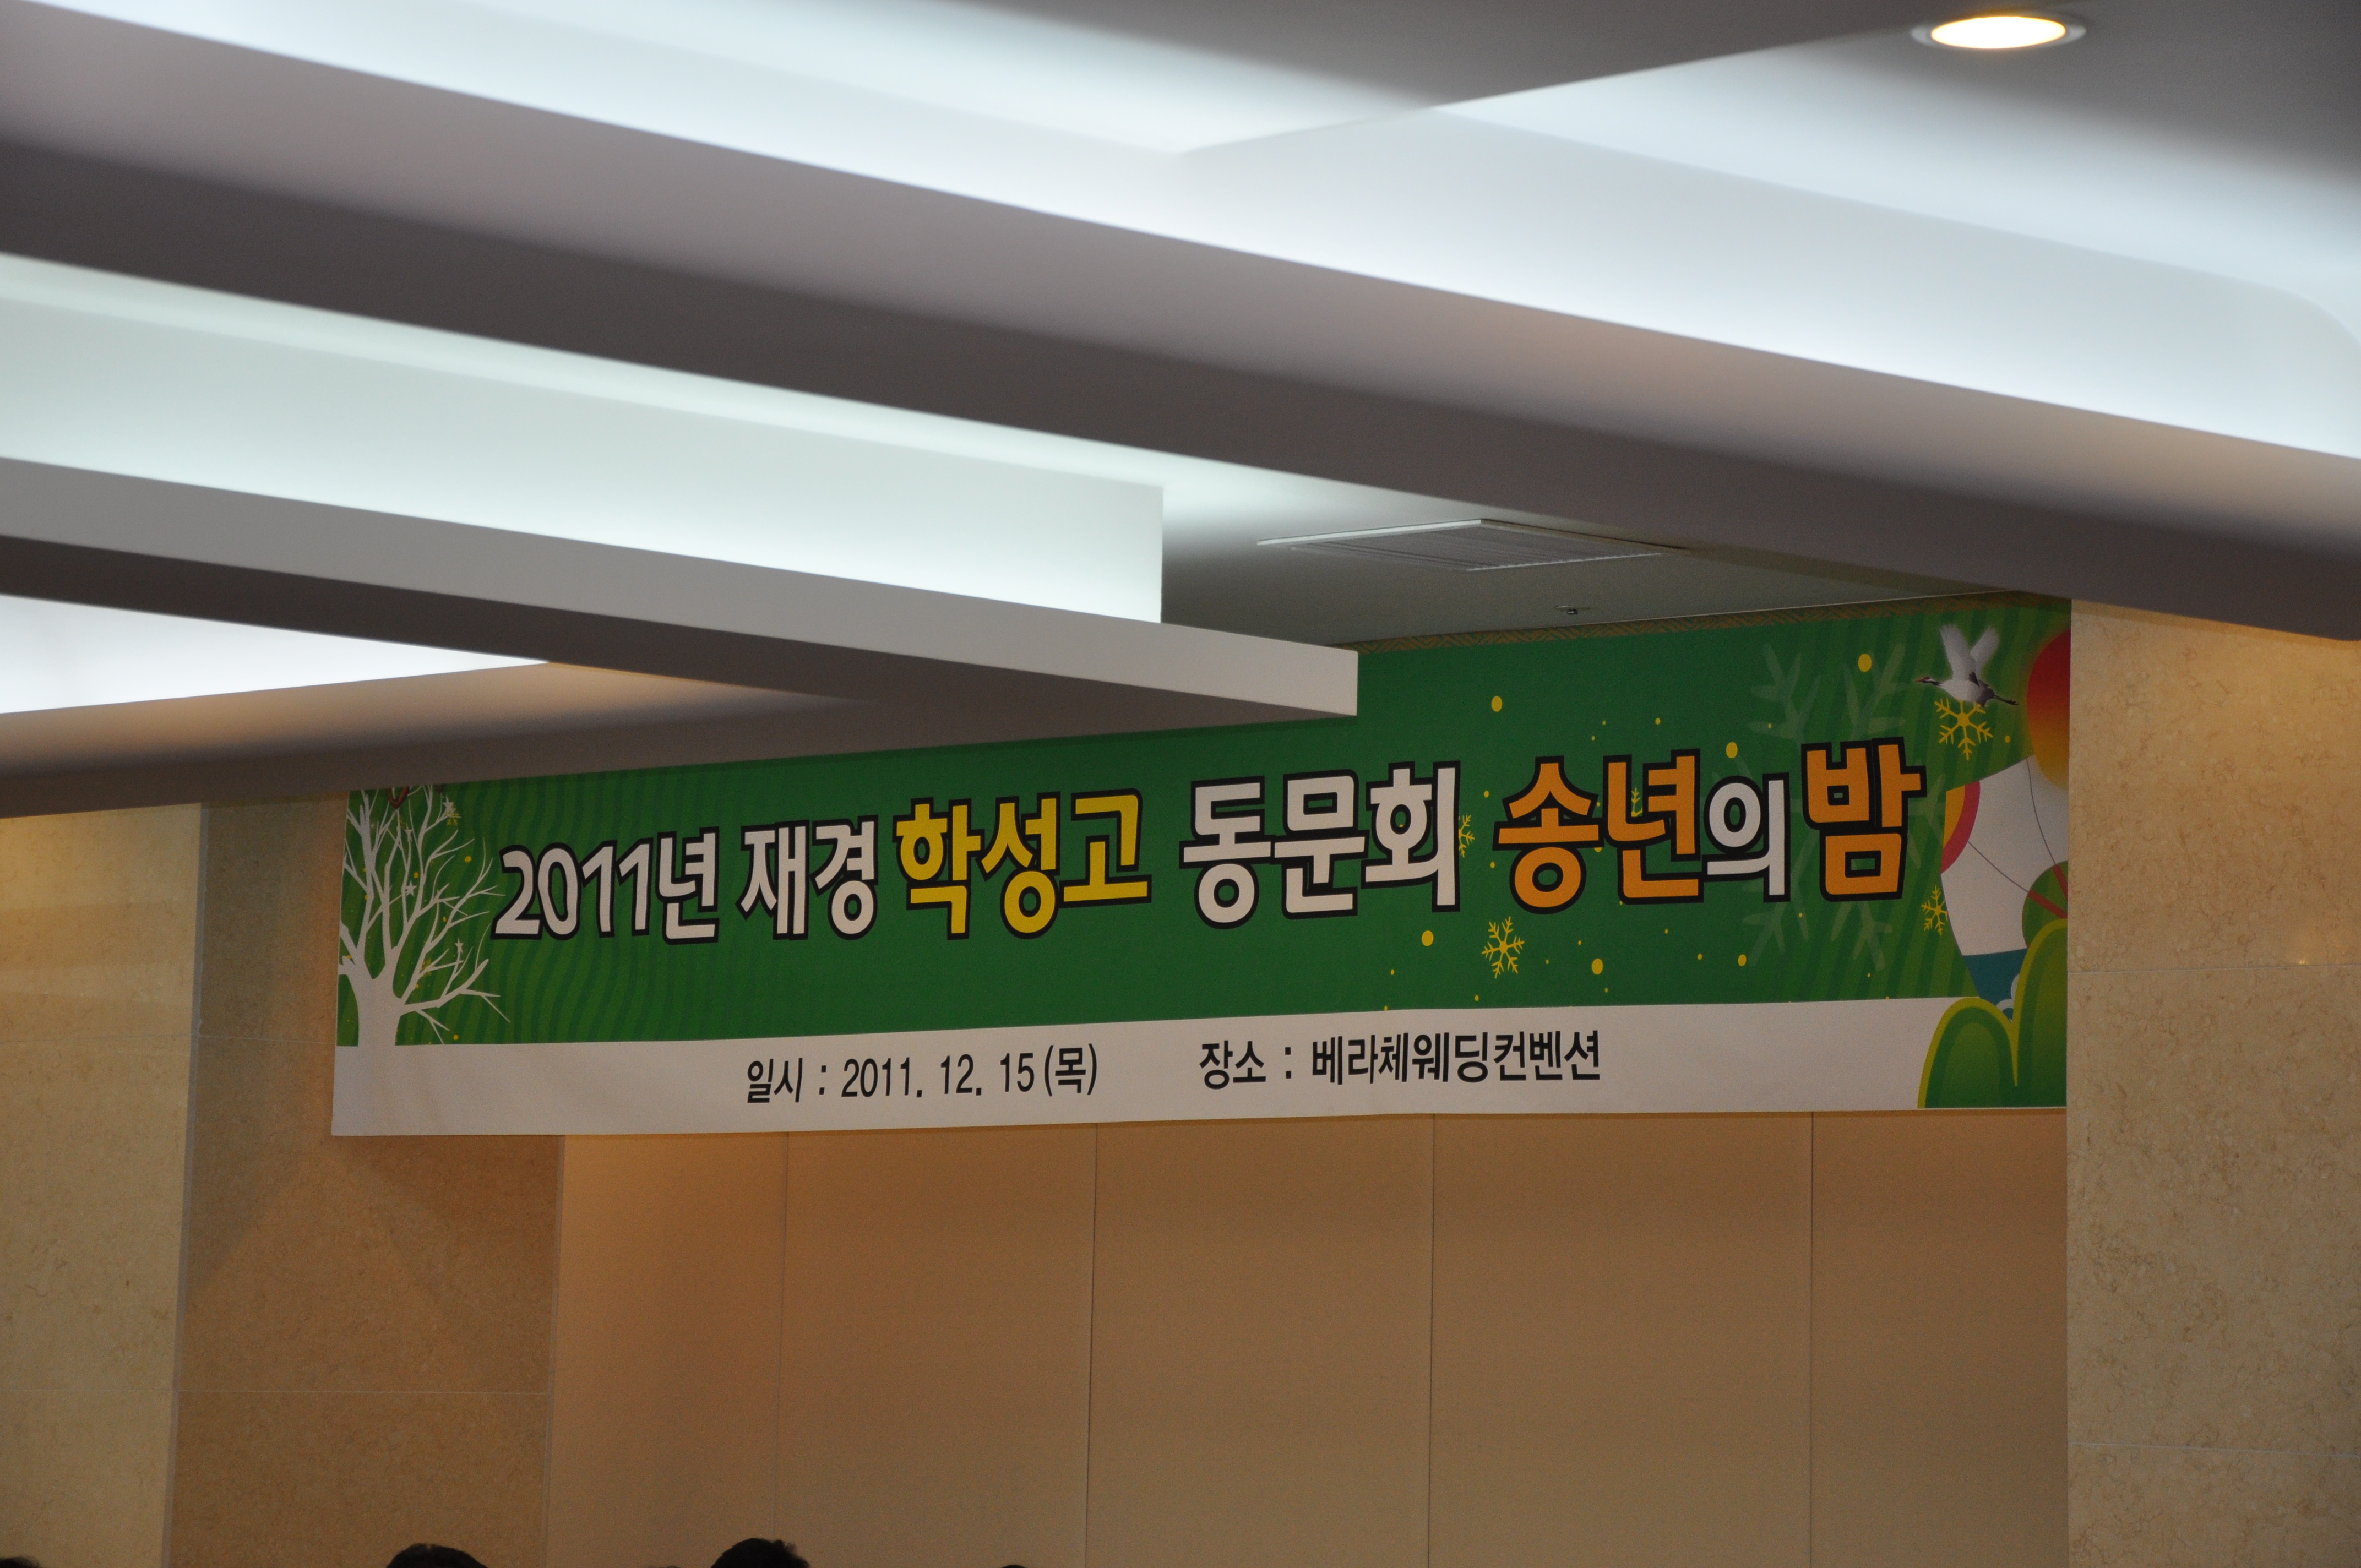 2011년 재경 학성고 동문회 송년의 밤
일시 : 2011. 12. 15(목) 장소 : 베라체웨딩컨벤션